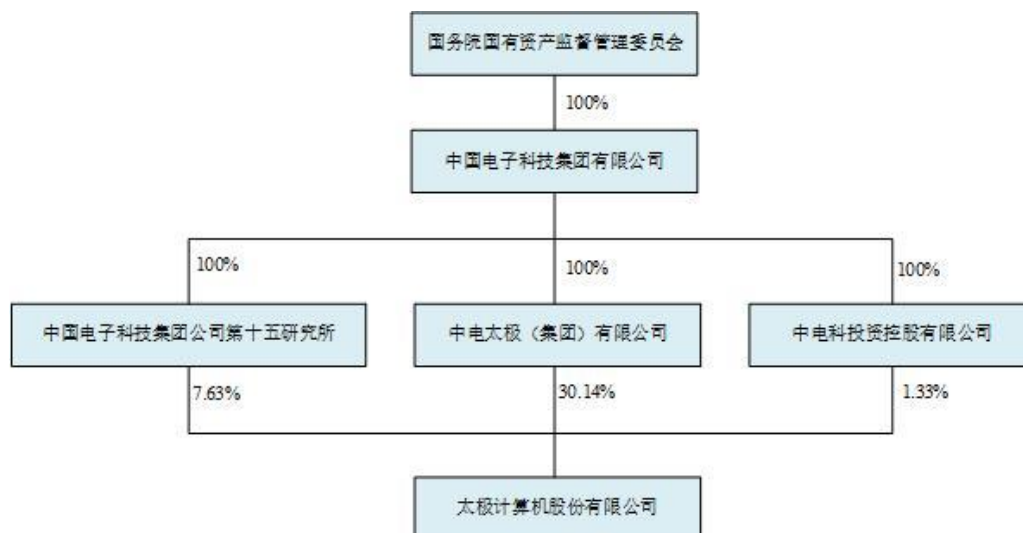 国务院国有资产监督管理委员会
100%
中国电子科技集团有限公司
100%
100%
100%
中国电子科技集团公司第十五研究所
中电太极（集团）有限公司
中电科投资控股有限公司
7.63%
30.14%
1.33%
太极计算机股份有限公司